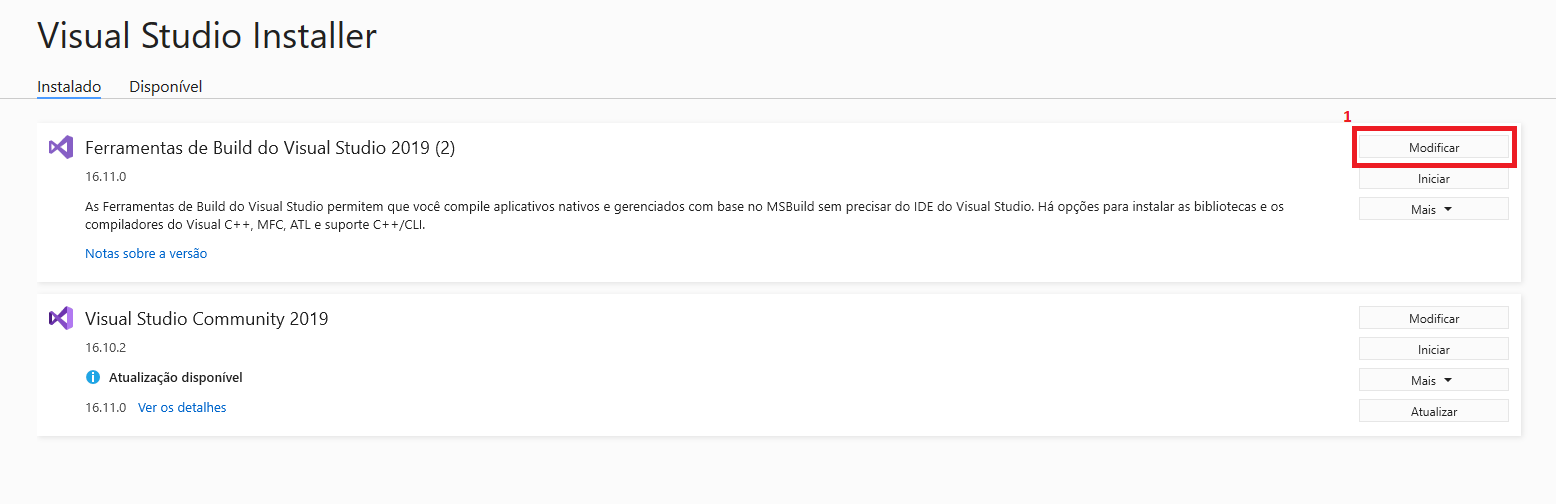 Visual Studio Installer
Instalado Disponível
1
Ferramentas de Build do Visual Studio 2019 (2)
Modificar
16.11.0
Iniciar
As Ferramentas de Build do Visual Studio permitem que você compile aplicativos nativos e gerenciados com base no MSBuild sem precisar do IDE do Visual Studio. Há opções para instalar as bibliotecas e os
compiladores do Visual C++, MFC, ATL e suporte C++/CLI.
Mais
Notas sobre a versão
Visual Studio Community 2019
Modificar
16.10.2
Iniciar
Atualização disponível
Mais
16.11.0 Ver os detalhes
Atualizar